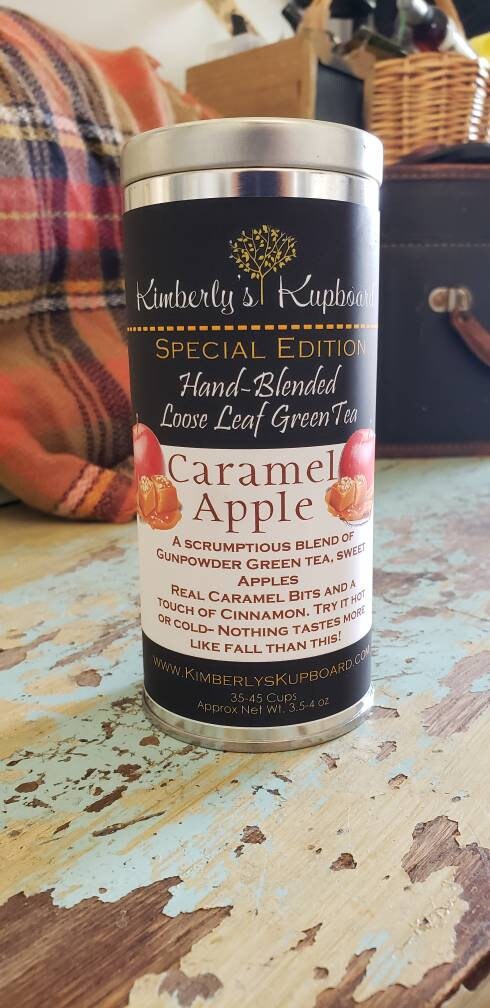 Kimberly's Kupboard
SPECIAL EDITION
Hand-Blended
Loose Leaf Green Tea
Caramel
Apple
A SCRUMPTIOUS BLEND OF
GUNPOWDER GREEN TEA, SWEET
APPLES
REAL CARAMEL BITS AND A
TOUCH OF CINNAMON. TRY IT HOT
OR COLD- NOTHING TASTES MORE
LIKE FALL THAN THIS!
WWW.KIMBERLYSKUPBOARD.COM
35-45 Cups
Approx Net Wt. 3.5-4 oz